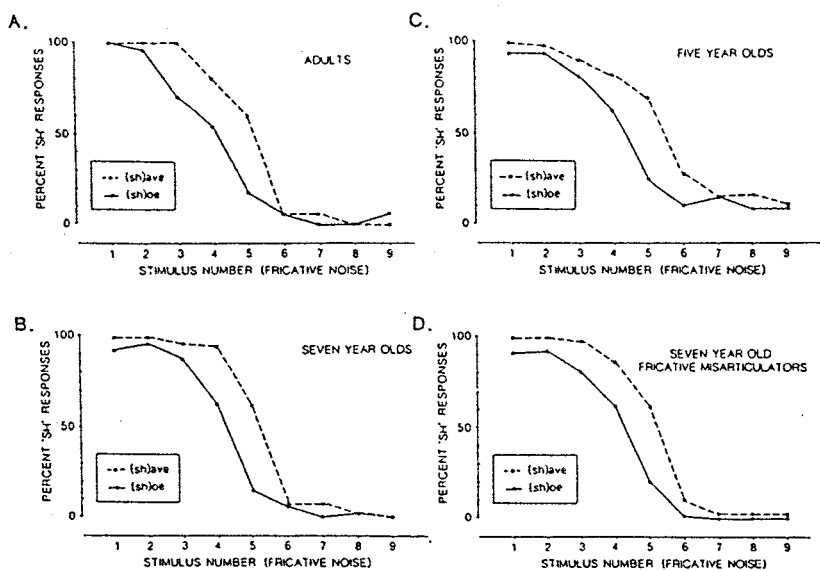 A.
ADULTS
PERCENT 'SH' RESPONSES
100
50
0
(sh)ave
(sh)oe
1 2 3 4 5 6 7 8 9
STIMULUS NUMBER (FRICATIVE NOISE)
C.
FIVE YEAR OLDS
PERCENT 'SH' RESPONSES
100
50
0
(sh)ave
(sh)oe
1 2 3 4 5 6 7 8 9
STIMULUS NUMBER (FRICATIVE NOISE)
B.
SEVEN YEAR OLDS
PERCENT 'SH' RESPONSES
100
50
0
(sh)ave
(sh)oe
1 2 3 4 5 6 7 8 9
STIMULUS NUMBER (FRICATIVE NOISE)
D.
SEVEN YEAR OLD
FRICATIVE MISARTICULATORS
PERCENT 'SH' RESPONSES
100
50
0
(sh)ave
(sh)oe
1 2 3 4 5 6 7 8 9
STIMULUS NUMBER (FRICATIVE NOISE)